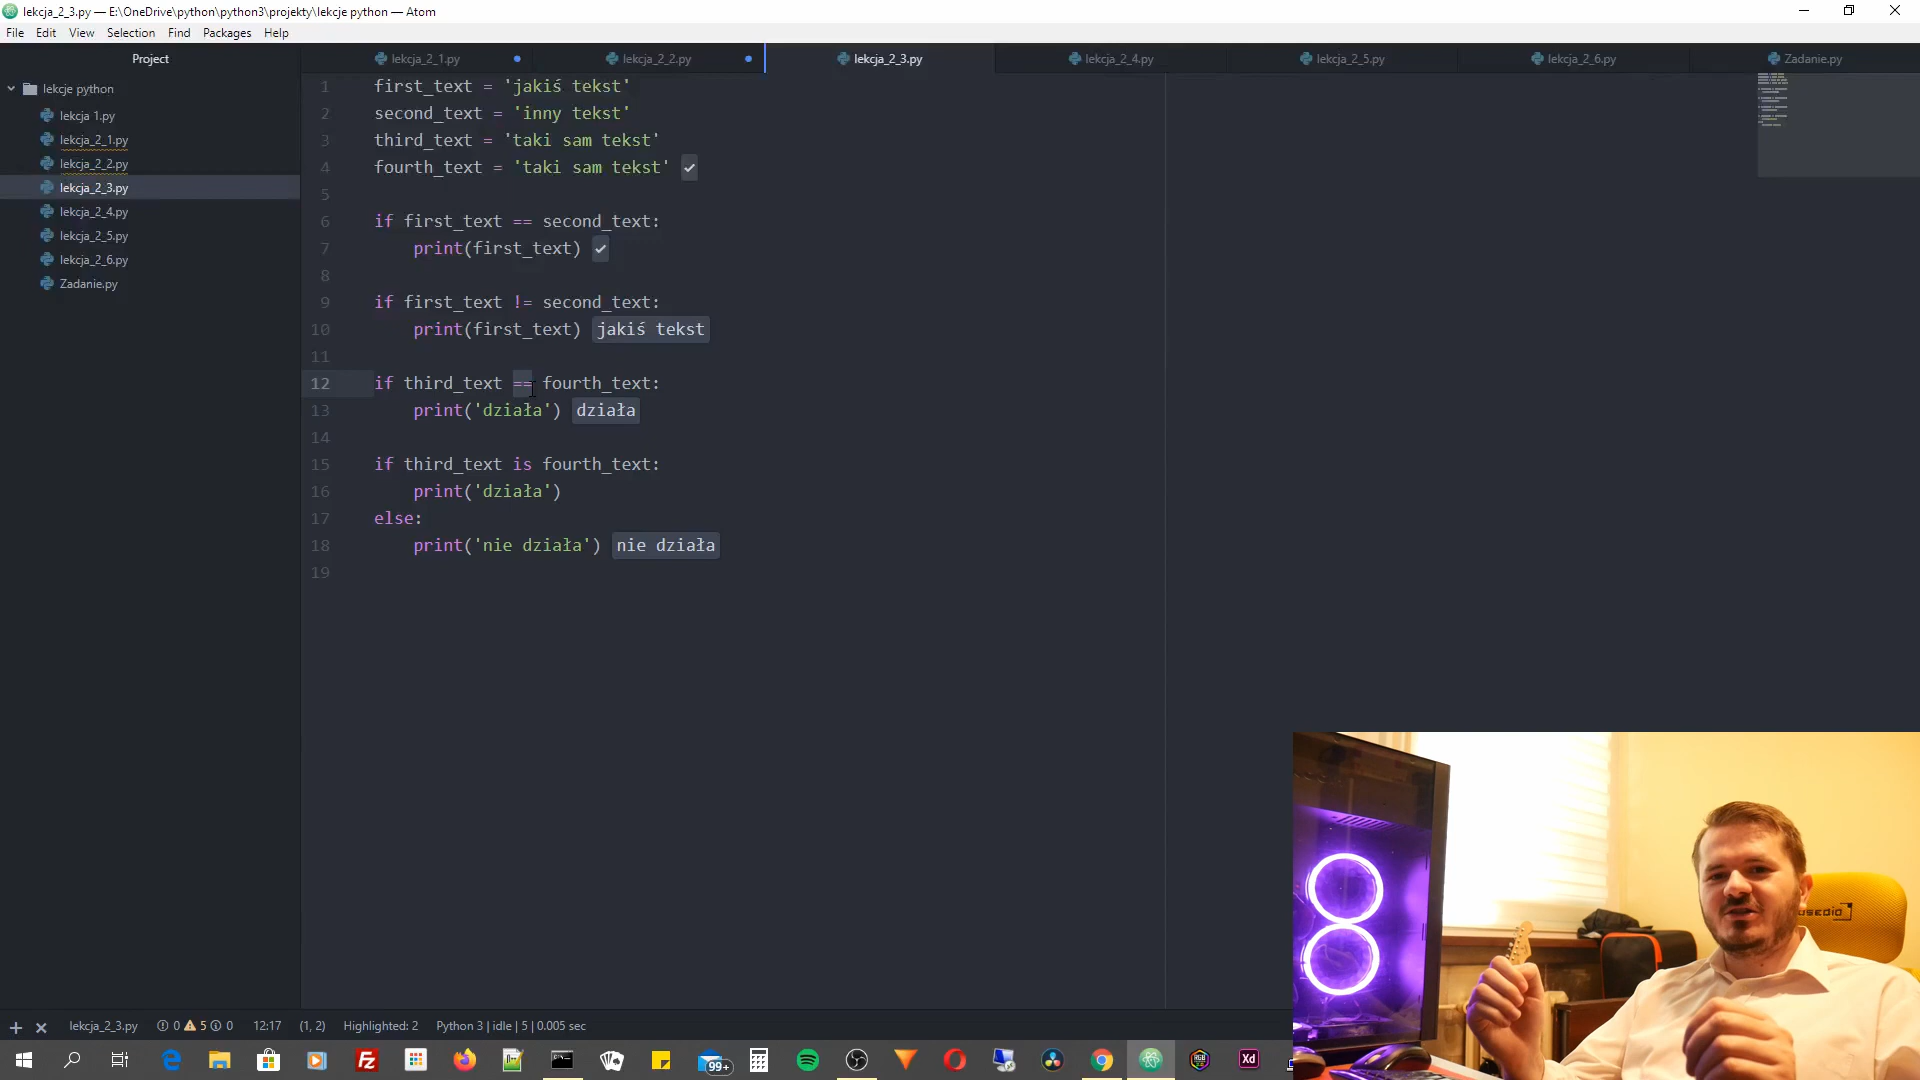 lekcja_2_3.py — E:\OneDrive\python\python3\projekty\lekcje python — Atom
File Edit View Selection Find Packages Help
Project
lekcja_2_1.py lekcja_2_2.py lekcja_2_3.py lekcja_2_4.py lekcja_2_5.py lekcja_2_6.py Zadanie.py
lekcje python
lekcja 1.py
lekcja_2_1.py
lekcja_2_2.py
lekcja_2_3.py
lekcja_2_4.py
lekcja_2_5.py
lekcja_2_6.py
Zadanie.py
1 first_text = 'jakiś tekst'
2 second_text = 'inny tekst'
3 third_text = 'taki sam tekst'
4 fourth_text = 'taki sam tekst' ✓
5
6 if first_text == second_text:
7 print(first_text) ✓
8
9 if first_text != second_text:
10 print(first_text) jakiś tekst
11
12 if third_text == fourth_text:
13 print('działa') działa
14
15 if third_text is fourth_text:
16 print('działa')
17 else:
18 print('nie działa') nie działa
19
lekcja_2_3.py 0 5 0 12:17 (1, 2) Highlighted: 2 Python 3 | idle | 5 | 0.005 sec
99+
Xd